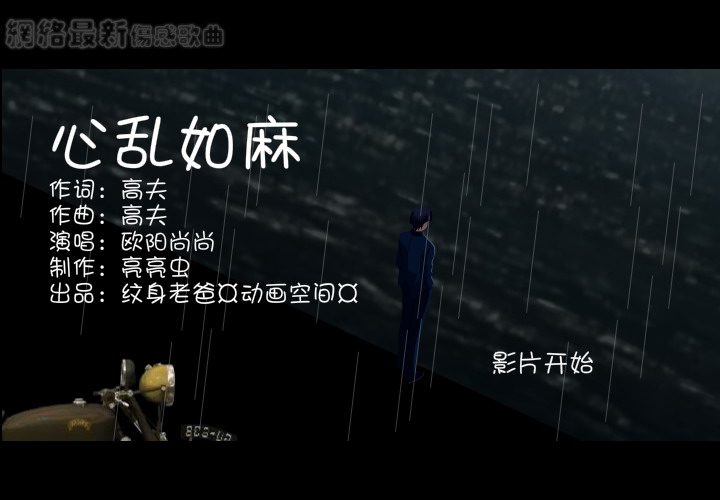 網絡最新傷感歌曲
心乱如麻
作词：高夫
作曲：高夫
演唱：欧阳尚尚
制作：亮亮虫
出品：纹身老爸¤动画空间¤
影片开始